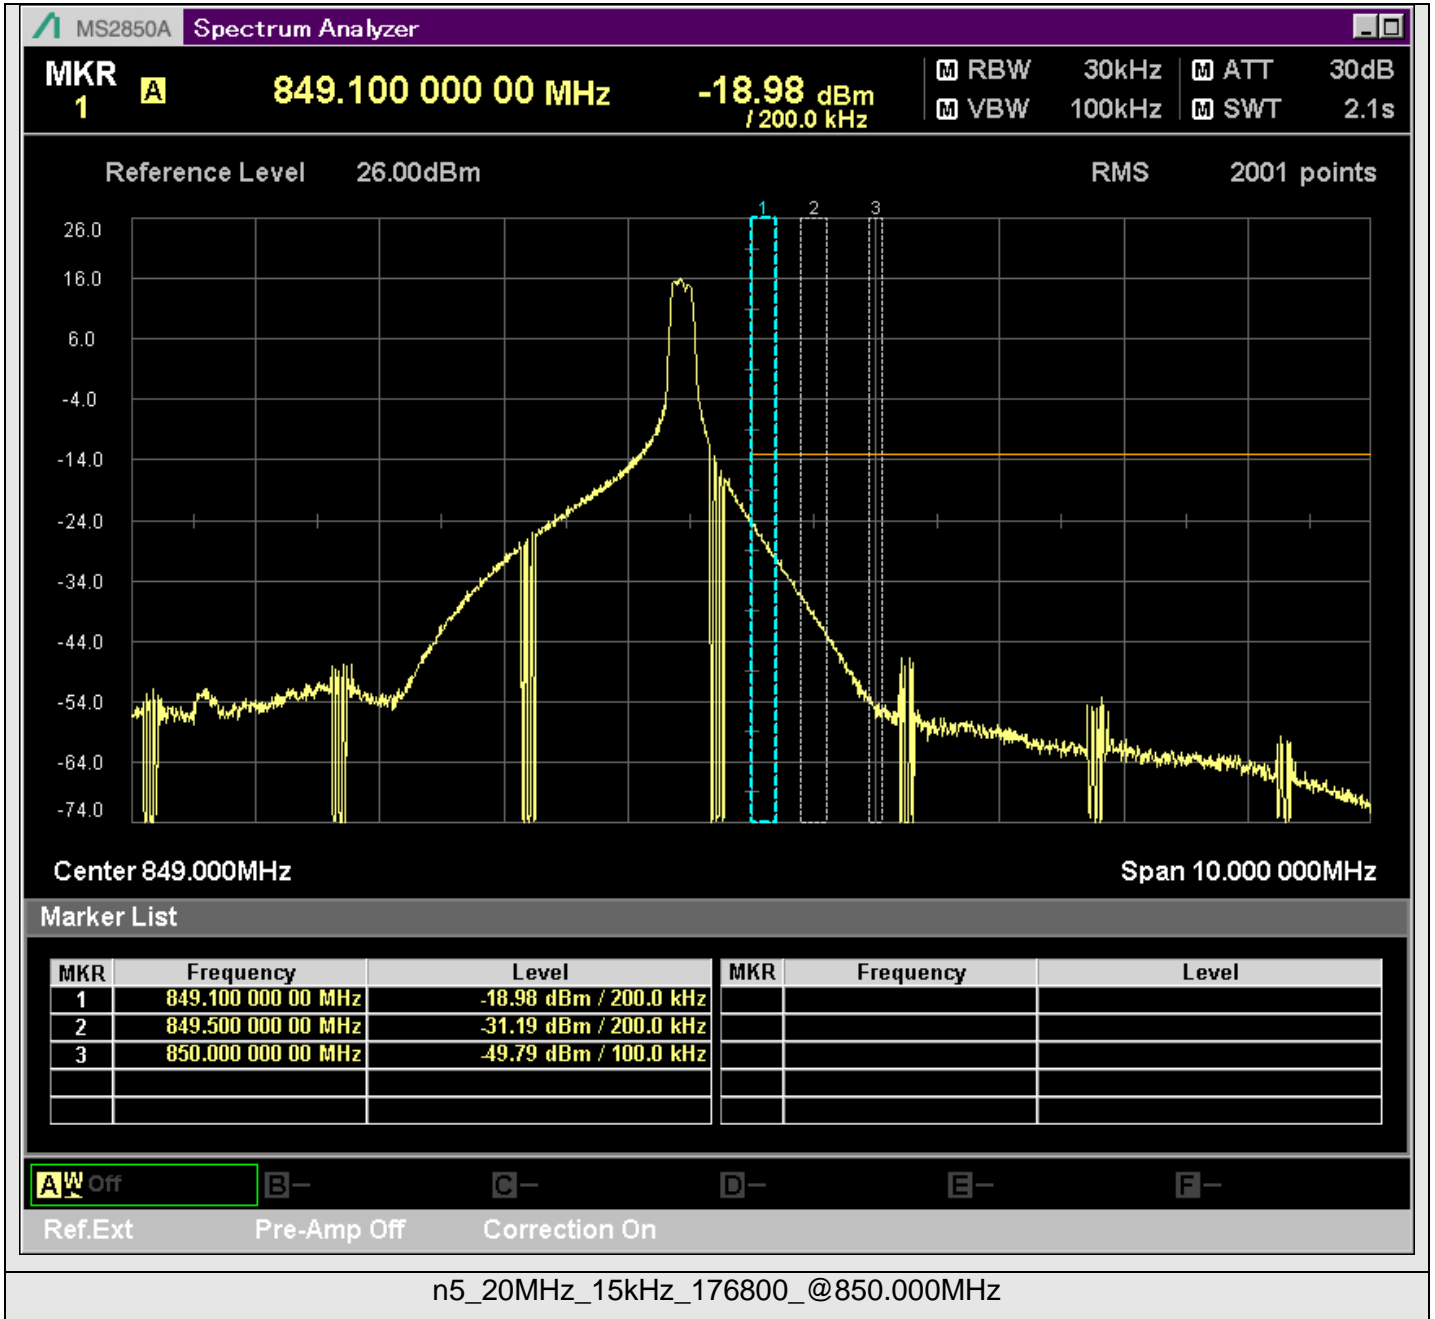 MS2850A Spectrum Analyzer
MKR 1 A 849.100 000 00 MHz -18.98 dBm / 200.0 kHz
M RBW 30kHz M ATT 30dB
M VBW 100kHz M SWT 2.1s
Reference Level 26.00dBm RMS 2001 points
1 2 3
26.0
16.0
6.0
-4.0
-14.0
-24.0
-34.0
-44.0
-54.0
-64.0
-74.0
Center 849.000MHz Span 10.000 000MHz
Marker List
MKR Frequency Level MKR Frequency Level
1 849.100 000 00 MHz -18.98 dBm / 200.0 kHz
2 849.500 000 00 MHz -31.19 dBm / 200.0 kHz
3 850.000 000 00 MHz -49.79 dBm / 100.0 kHz
A W Off B – C – D – E – F –
Ref.Ext Pre-Amp Off Correction On
n5_20MHz_15kHz_176800_@850.000MHz